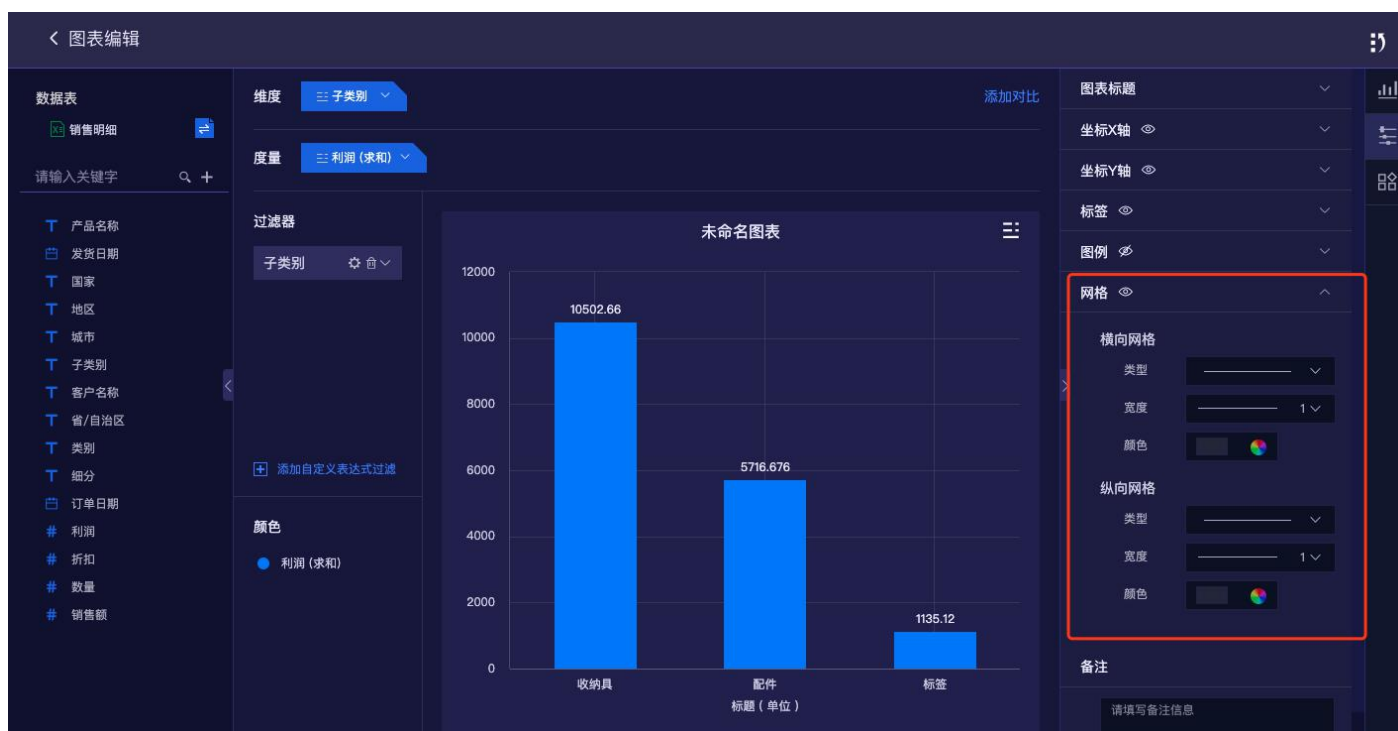 图表编辑
数据表
销售明细
请输入关键字
产品名称
发货日期
国家
地区
城市
子类别
客户名称
省/自治区
类别
细分
订单日期
利润
折扣
数量
销售额
维度
子类别
添加对比
度量
利润 (求和)
过滤器
子类别
添加自定义表达式过滤
颜色
利润 (求和)
未命名图表
12000
10000
8000
6000
4000
2000
0
10502.66
5716.676
1135.12
收纳具
配件
标签
标题 ( 单位 )
图表标题
坐标X轴
坐标Y轴
标签
图例
网格
横向网格
类型
宽度
1
颜色
纵向网格
类型
宽度
1
颜色
备注
请填写备注信息